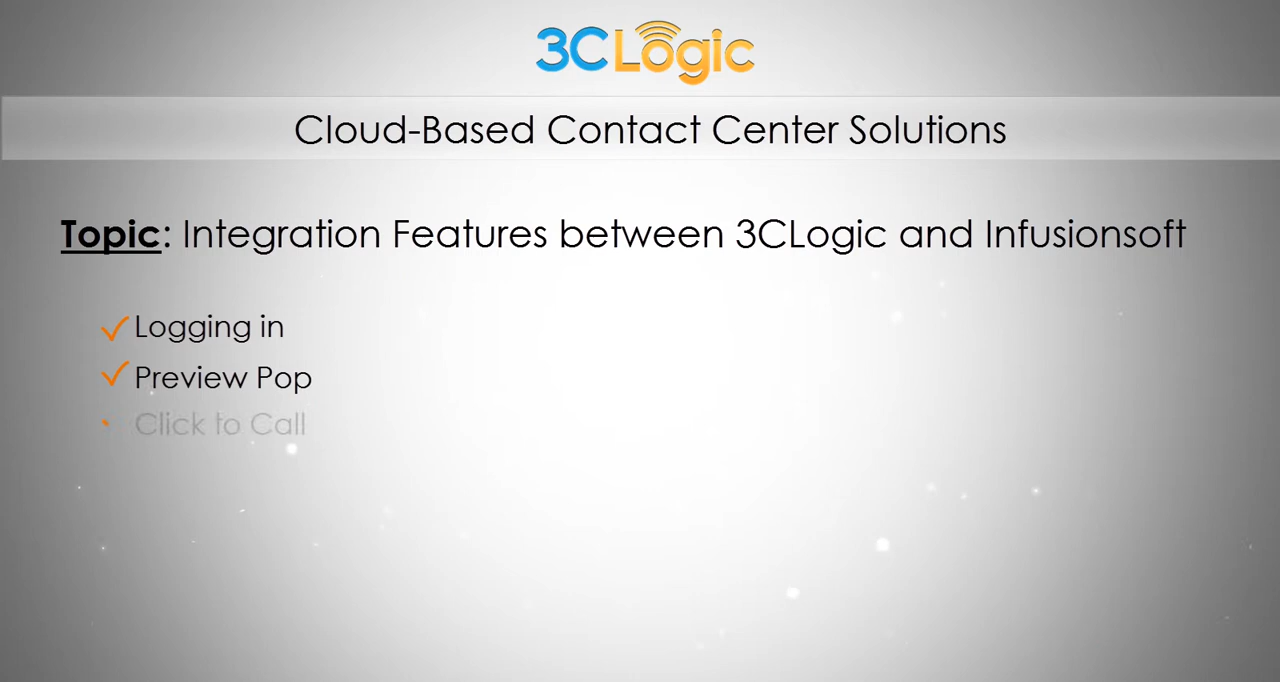 3CLogic
Cloud-Based Contact Center Solutions
Topic: Integration Features between 3CLogic and Infusionsoft
Logging in
Preview Pop
Click to Call